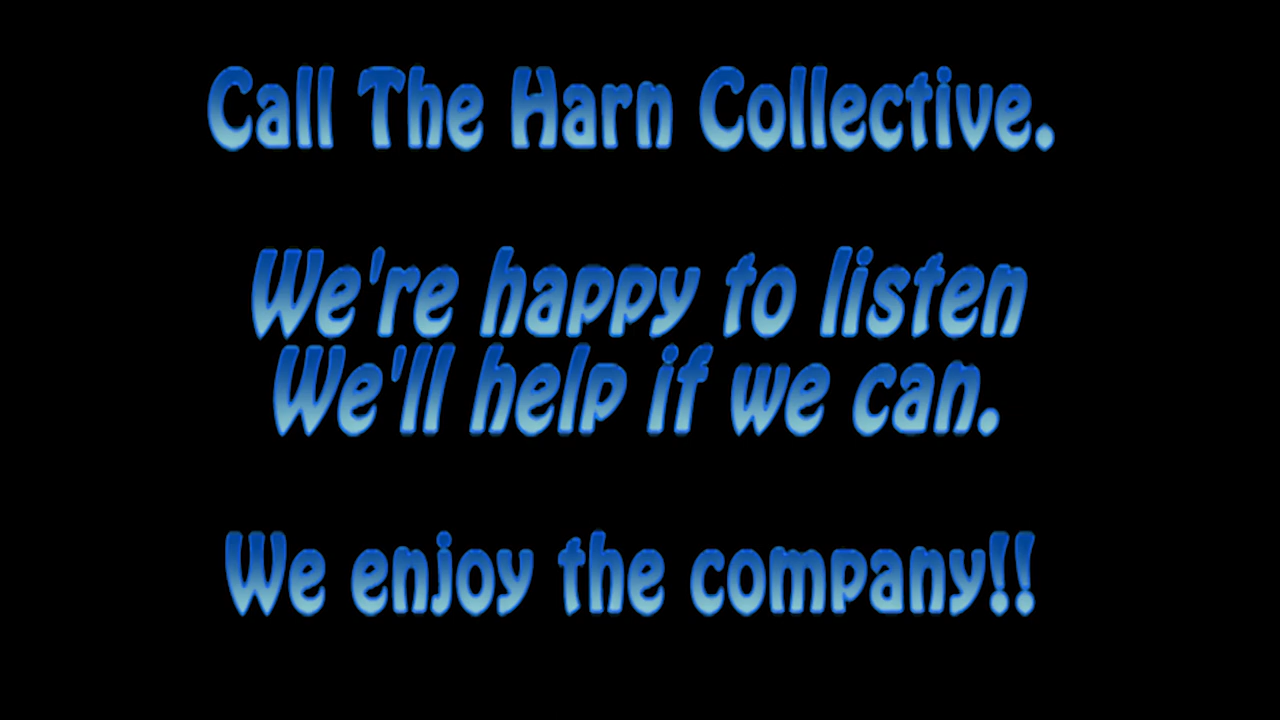 Call The Harn Collective.
We're happy to listen
We'll help if we can.
We enjoy the company!!